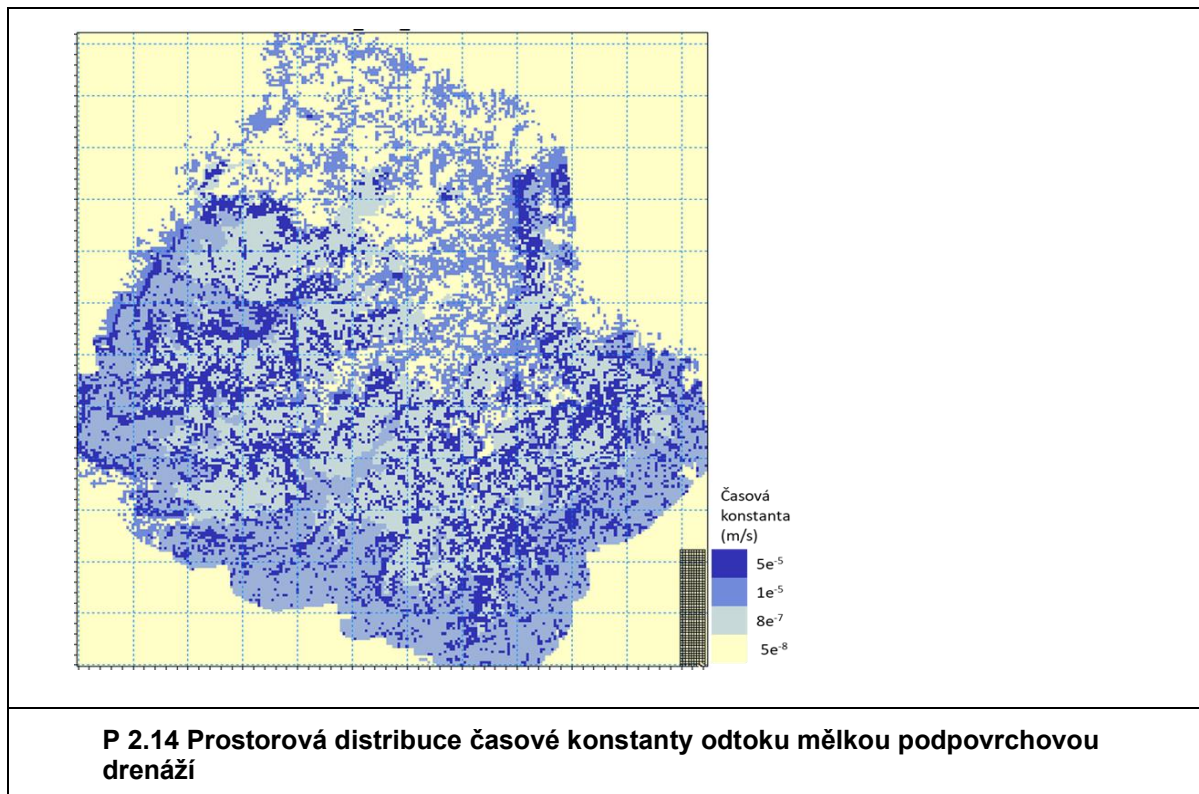 Časová
konstanta
(m/s)
5e-5
1e-5
8e-7
5e-8
P 2.14 Prostorová distribuce časové konstanty odtoku mělkou podpovrchovou
drenáží